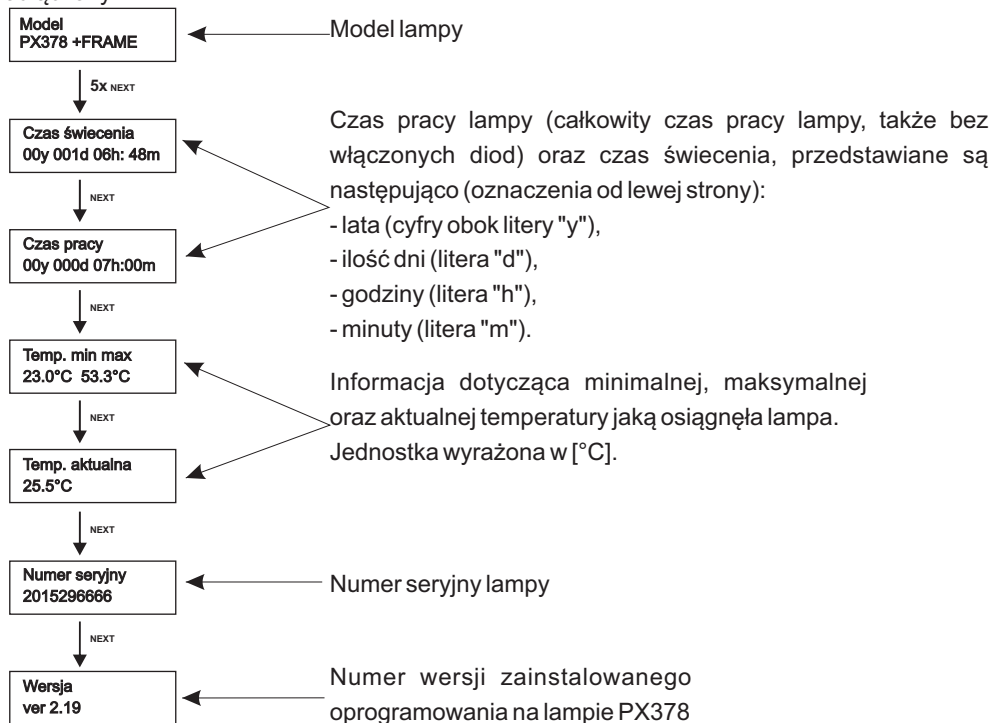 Model
PX378 +FRAME
Model lampy
5x NEXT
Czas świecenia
00y 001d 06h: 48m
NEXT
Czas pracy
00y 000d 07h:00m
Czas pracy lampy (całkowity czas pracy lampy, także bez
włączonych diod) oraz czas świecenia, przedstawiane są
następująco (oznaczenia od lewej strony):
- lata (cyfry obok litery "y"),
- ilość dni (litera "d"),
- godziny (litera "h"),
- minuty (litera "m").
NEXT
Temp. min max
23.0°C 53.3°C
NEXT
Temp. aktualna
25.5°C
Informacja dotycząca minimalnej, maksymalnej
oraz aktualnej temperatury jaką osiągnęła lampa.
Jednostka wyrażona w [°C].
NEXT
Numer seryjny
2015296666
Numer seryjny lampy
NEXT
Wersja
ver 2.19
Numer wersji zainstalowanego
oprogramowania na lampie PX378